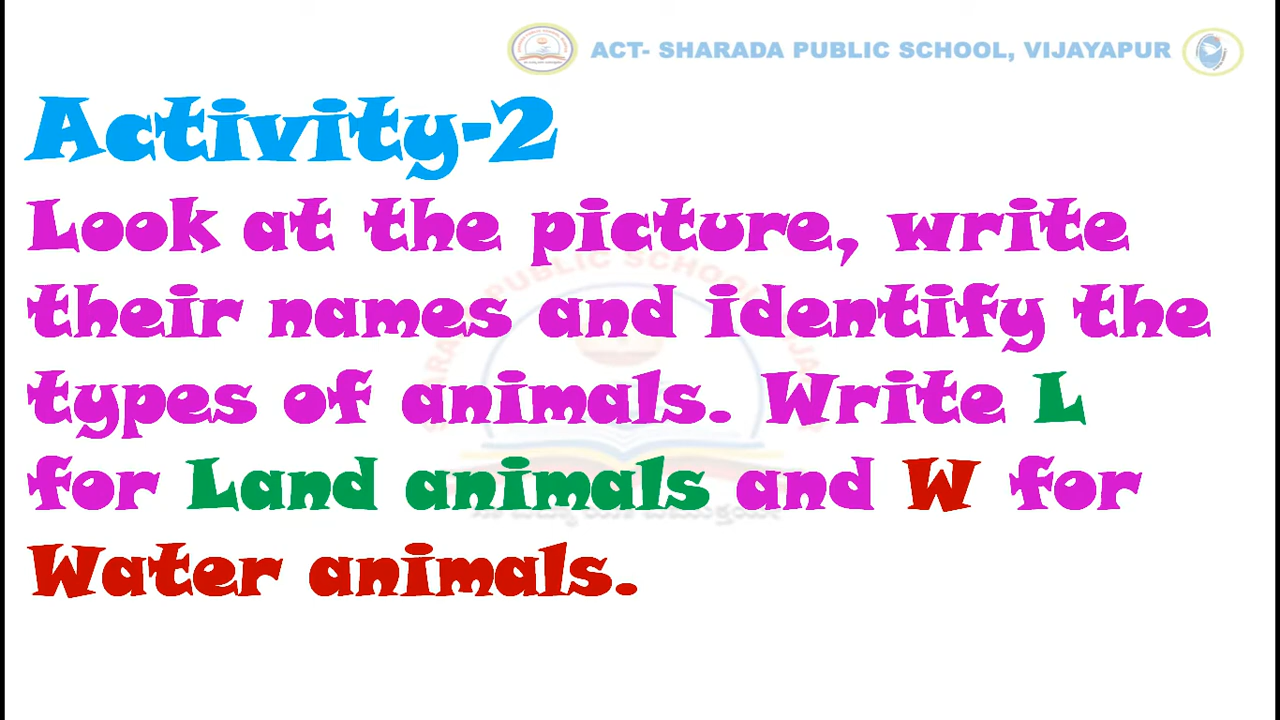 ACT- SHARADA PUBLIC SCHOOL, VIJAYAPUR
Activity-2
Look at the picture, write
their names and identify the
types of animals. Write L
for Land animals and W for
Water animals.